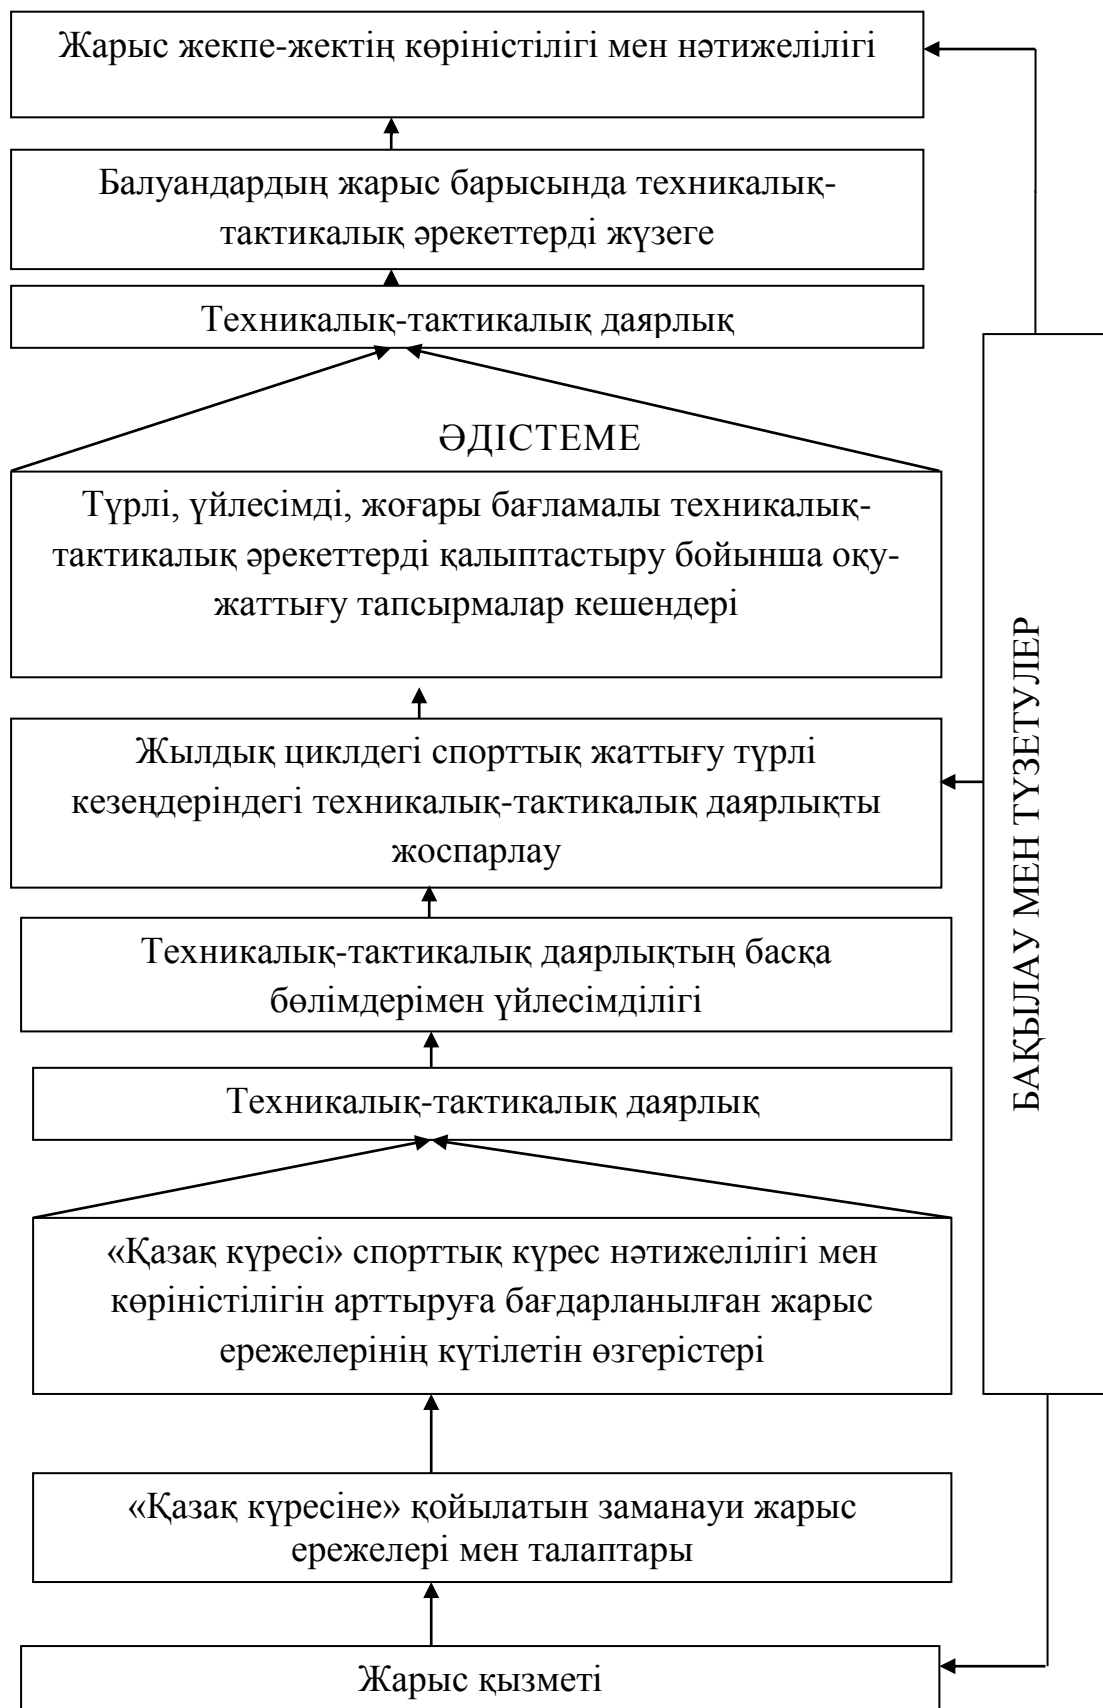 Жарыс жекпе-жектің көріністілігі мен нәтижелілігі
Балуандардың жарыс барысында техникалық-
тактикалық әрекеттерді жүзеге
Техникалық-тактикалық даярлық
ӘДІСТЕМЕ
Түрлі, үйлесімді, жоғары бағламалы техникалық-
тактикалық әрекеттерді қалыптастыру бойынша оқу-
жаттығу тапсырмалар кешендері
Жылдық циклдегі спорттық жаттығу түрлі
кезеңдеріндегі техникалық-тактикалық даярлықты
жоспарлау
Техникалық-тактикалық даярлықтың басқа
бөлімдерімен үйлесімділігі
Техникалық-тактикалық даярлық
«Қазақ күресі» спорттық күрес нәтижелілігі мен
көріністілігін арттыруға бағдарланылған жарыс
ережелерінің күтілетін өзгерістері
«Қазақ күресіне» қойылатын заманауи жарыс
ережелері мен талаптары
Жарыс қызметі
БАҚЫЛАУ МЕН ТҮЗЕТУЛЕР